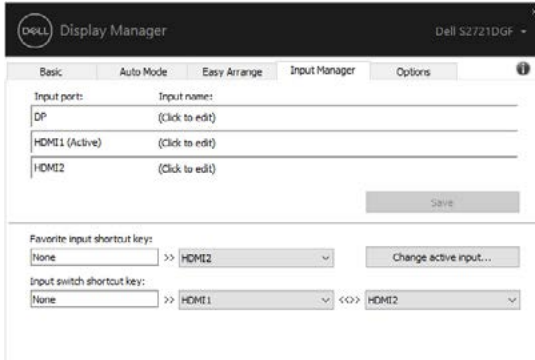 DELL Display Manager Dell S2721DGF
Basic Auto Mode Easy Arrange Input Manager Options
Input port: Input name:
DP (Click to edit)
HDMI1 (Active) (Click to edit)
HDMI2 (Click to edit)
Save
Favorite input shortcut key:
None >> HDMI2 Change active input...
Input switch shortcut key:
None >> HDMI1 <<>> HDMI2